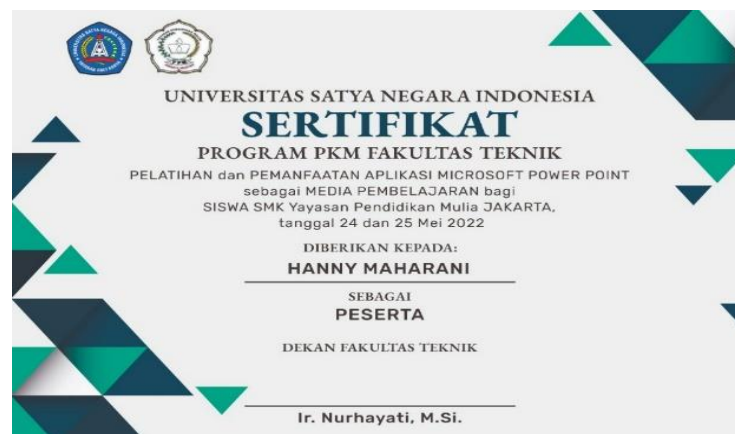 UNIVERSITAS SATYA NEGARA INDONESIA
SERTIFIKAT
PROGRAM PKM FAKULTAS TEKNIK
PELATIHAN dan PEMANFAATAN APLIKASI MICROSOFT POWER POINT
sebagai MEDIA PEMBELAJARAN bagi
SISWA SMK Yayasan Pendidikan Mulia JAKARTA,
tanggal 24 dan 25 Mei 2022
DIBERIKAN KEPADA:
HANNY MAHARANI
SEBAGAI
PESERTA
DEKAN FAKULTAS TEKNIK
Ir. Nurhayati, M.Si.